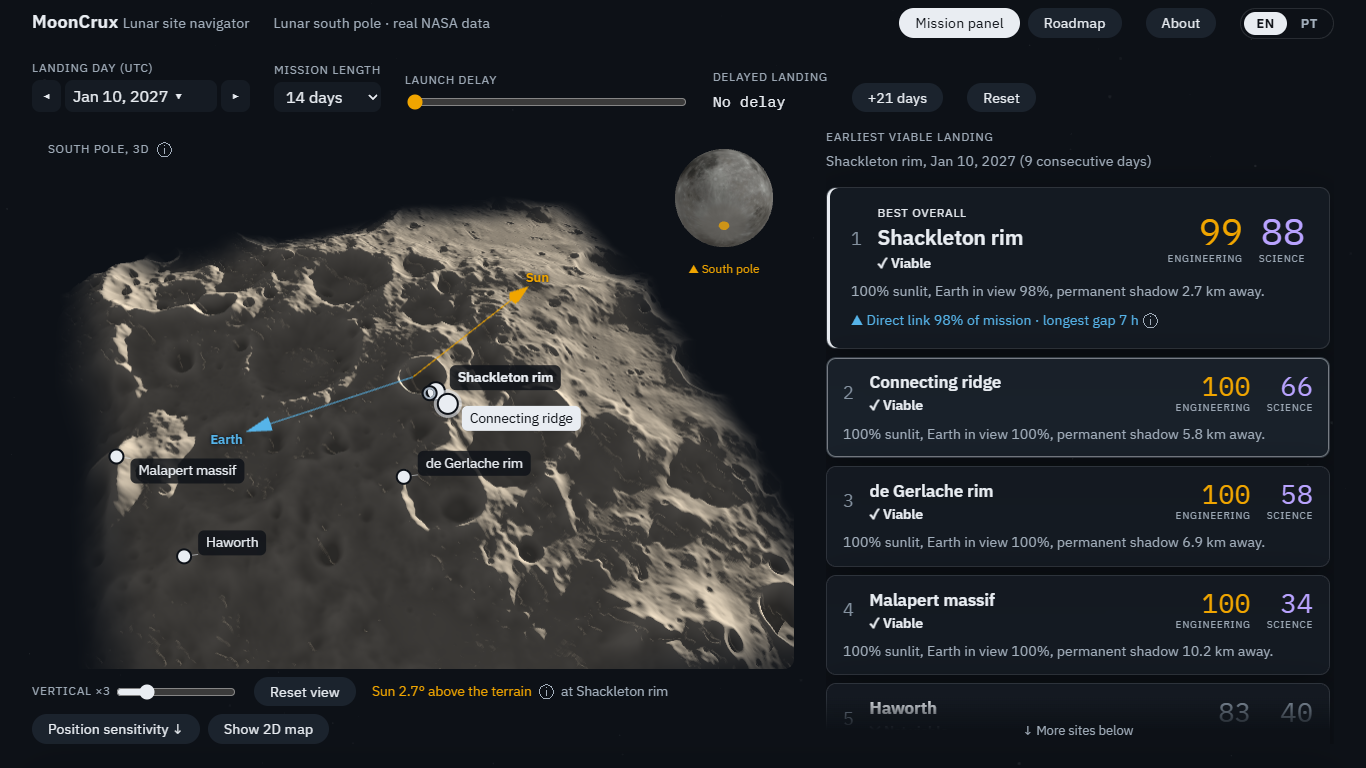 MoonCrux Lunar site navigator
Lunar south pole · real NASA data
Mission panel
Roadmap
About
EN
PT
LANDING DAY (UTC)
◂
Jan 10, 2027 ▾
▸
MISSION LENGTH
14 days
LAUNCH DELAY
DELAYED LANDING
No delay
+21 days
Reset
SOUTH POLE, 3D ⓘ
▲ South pole
Sun
Shackleton rim
Connecting ridge
Earth
de Gerlache rim
Malapert massif
Haworth
VERTICAL ×3
Reset view
Sun 2.7° above the terrain ⓘ at Shackleton rim
Position sensitivity ↓
Show 2D map
EARLIEST VIABLE LANDING
Shackleton rim, Jan 10, 2027 (9 consecutive days)
BEST OVERALL
1
Shackleton rim
✓ Viable
99
ENGINEERING
88
SCIENCE
100% sunlit, Earth in view 98%, permanent shadow 2.7 km away.
▲ Direct link 98% of mission · longest gap 7 h ⓘ
2
Connecting ridge
✓ Viable
100
ENGINEERING
66
SCIENCE
100% sunlit, Earth in view 100%, permanent shadow 5.8 km away.
3
de Gerlache rim
✓ Viable
100
ENGINEERING
58
SCIENCE
100% sunlit, Earth in view 100%, permanent shadow 6.9 km away.
4
Malapert massif
✓ Viable
100
ENGINEERING
34
SCIENCE
100% sunlit, Earth in view 100%, permanent shadow 10.2 km away.
5
Haworth
83
40
↓ More sites below